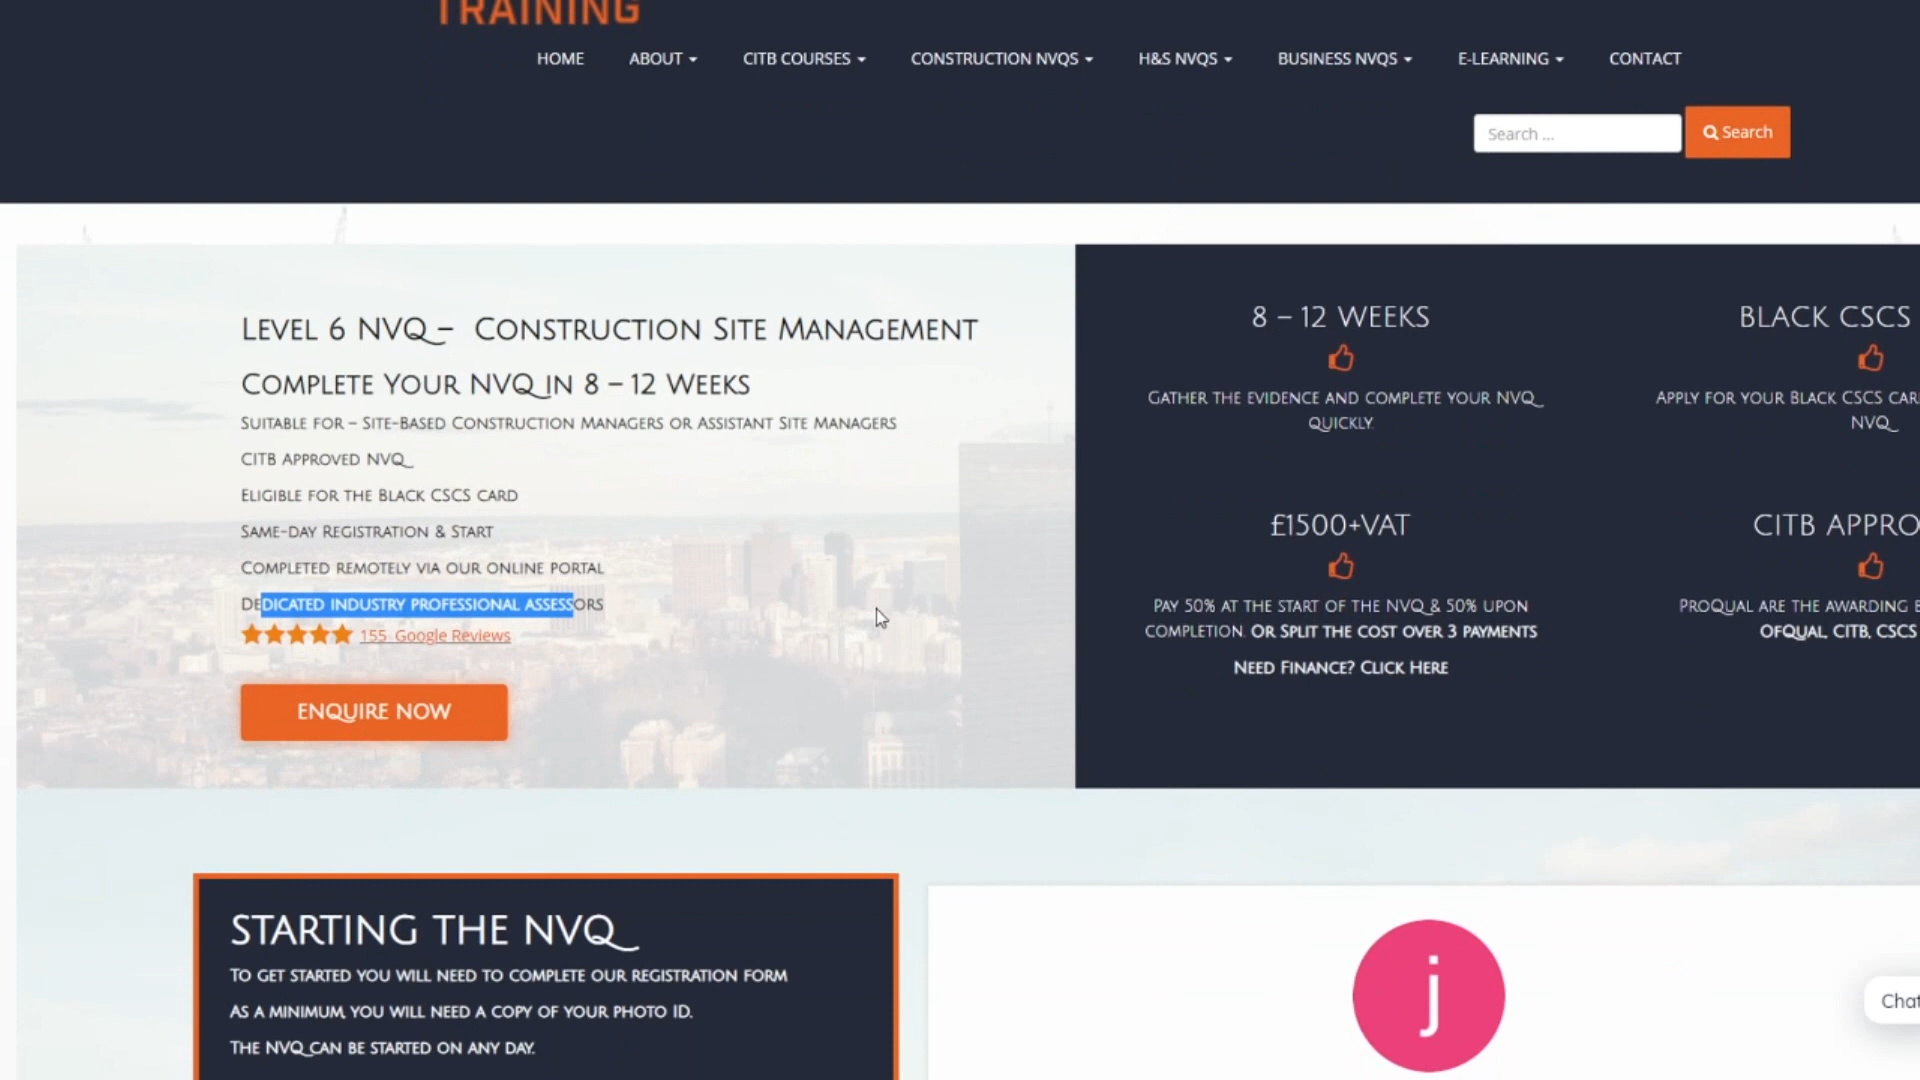 TRAINING
HOME ABOUT CITB COURSES CONSTRUCTION NVQS H&S NVQS BUSINESS NVQS E-LEARNING CONTACT
Search ... Search
Level 6 NVQ – Construction Site Management
Complete Your NVQ in 8 – 12 Weeks
Suitable for – Site-Based Construction Managers or Assistant Site Managers
CITB Approved NVQ
Eligible for the Black CSCS card
Same-day Registration & Start
Completed remotely via our online portal
Dedicated industry professional assessors
155 Google Reviews
ENQUIRE NOW
8 – 12 WEEKS
Gather the evidence and complete your NVQ
quickly.
BLACK CSCS
Apply for your Black CSCS car
NVQ
£1500+VAT
Pay 50% at the start of the NVQ & 50% upon
completion. Or split the cost over 3 payments
Need Finance? Click Here
CITB APPRO
ProQual are the awarding
Ofqual, CITB, CSCS
STARTING THE NVQ
To get started you will need to complete our registration form
As a minimum, you will need a copy of your photo ID.
The NVQ can be started on any day.
j
Chat